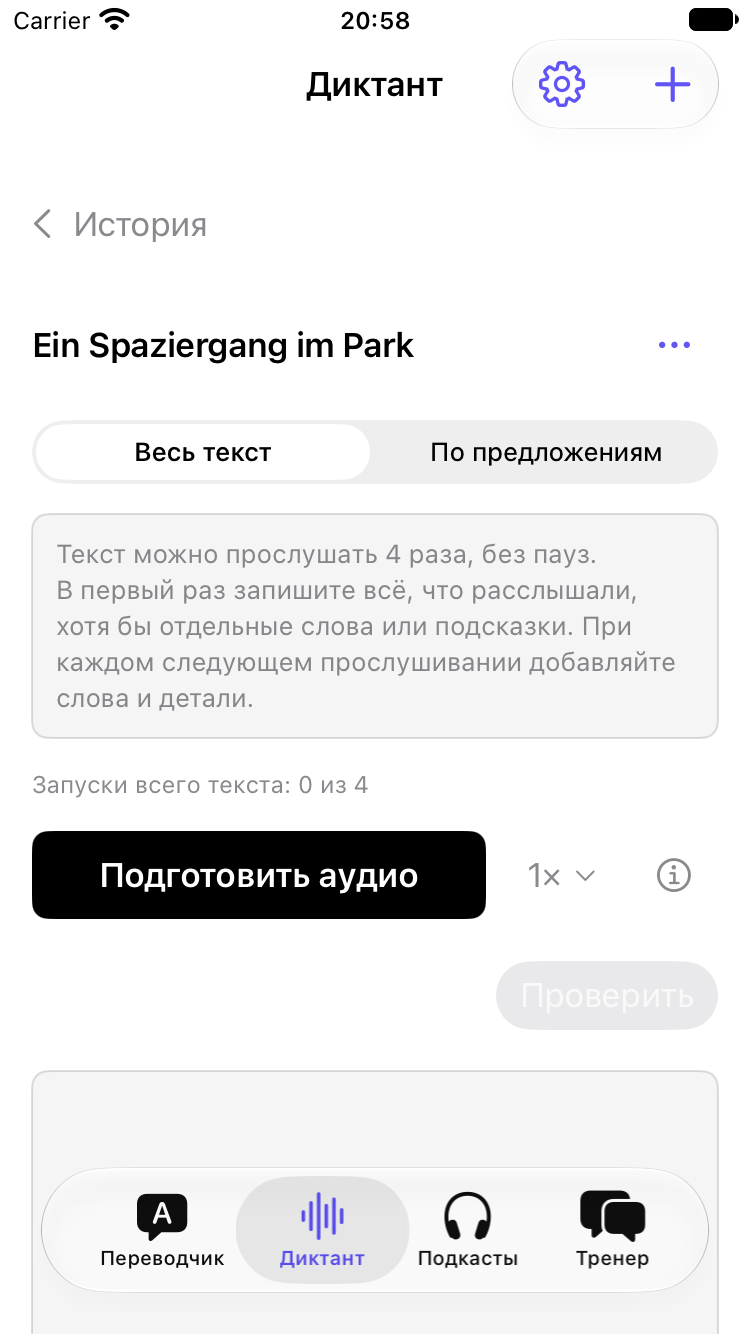 Carrier
20:58
Диктант
История
Ein Spaziergang im Park
Весь текст
По предложениям
Текст можно прослушать 4 раза, без пауз.
В первый раз запишите всё, что расслышали,
хотя бы отдельные слова или подсказки. При
каждом следующем прослушивании добавляйте
слова и детали.
Запуски всего текста: 0 из 4
Подготовить аудио
1×
Проверить
A
Переводчик
Диктант
Подкасты
Тренер